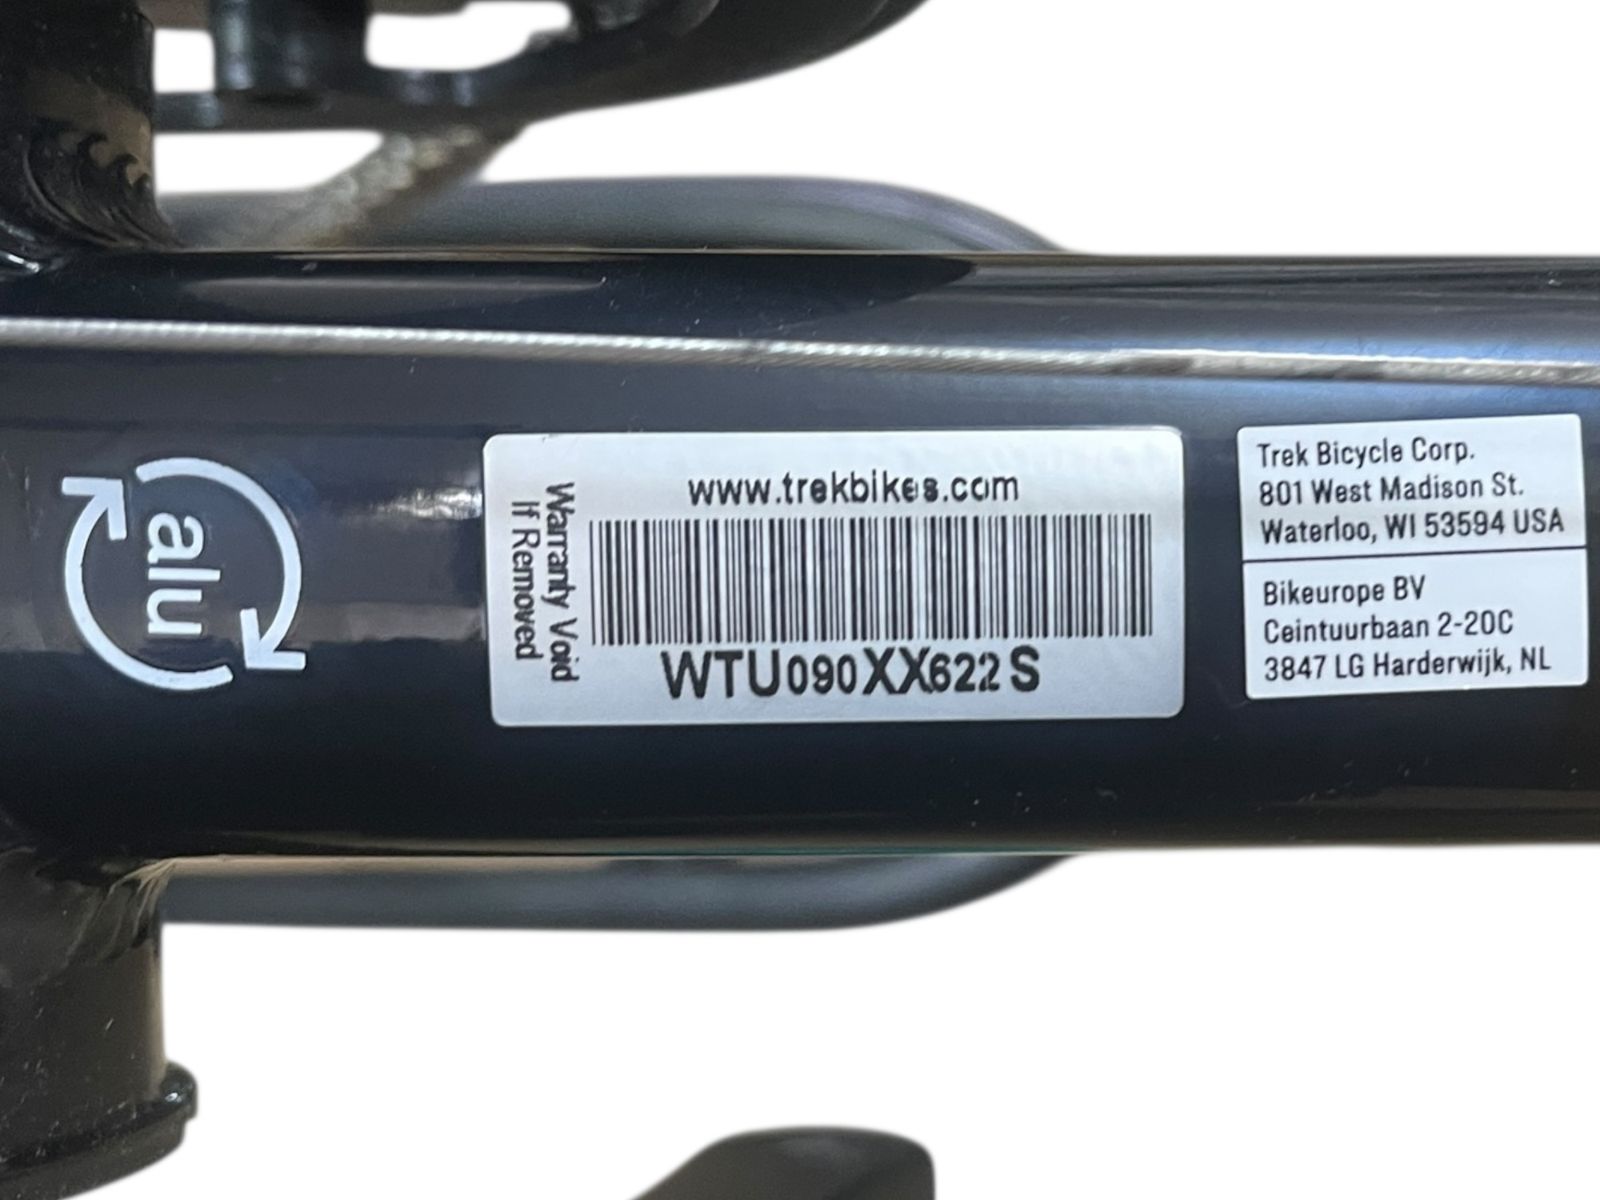 alu
www.trekbikes.com
Warranty Void
If Removed
WTU090XX6222S
Trek Bicycle Corp.
801 West Madison St.
Waterloo, WI 53594 USA
Bikeurope BV
Ceintuurbaan 2-20C
3847 LG Harderwijk, NL